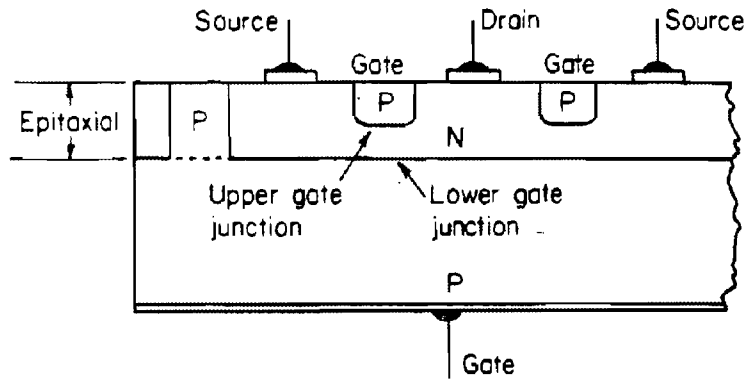 Source
Drain
Source
Gate
Gate
Epitaxial
P
P
P
N
Upper gate
junction
Lower gate
junction
P
Gate